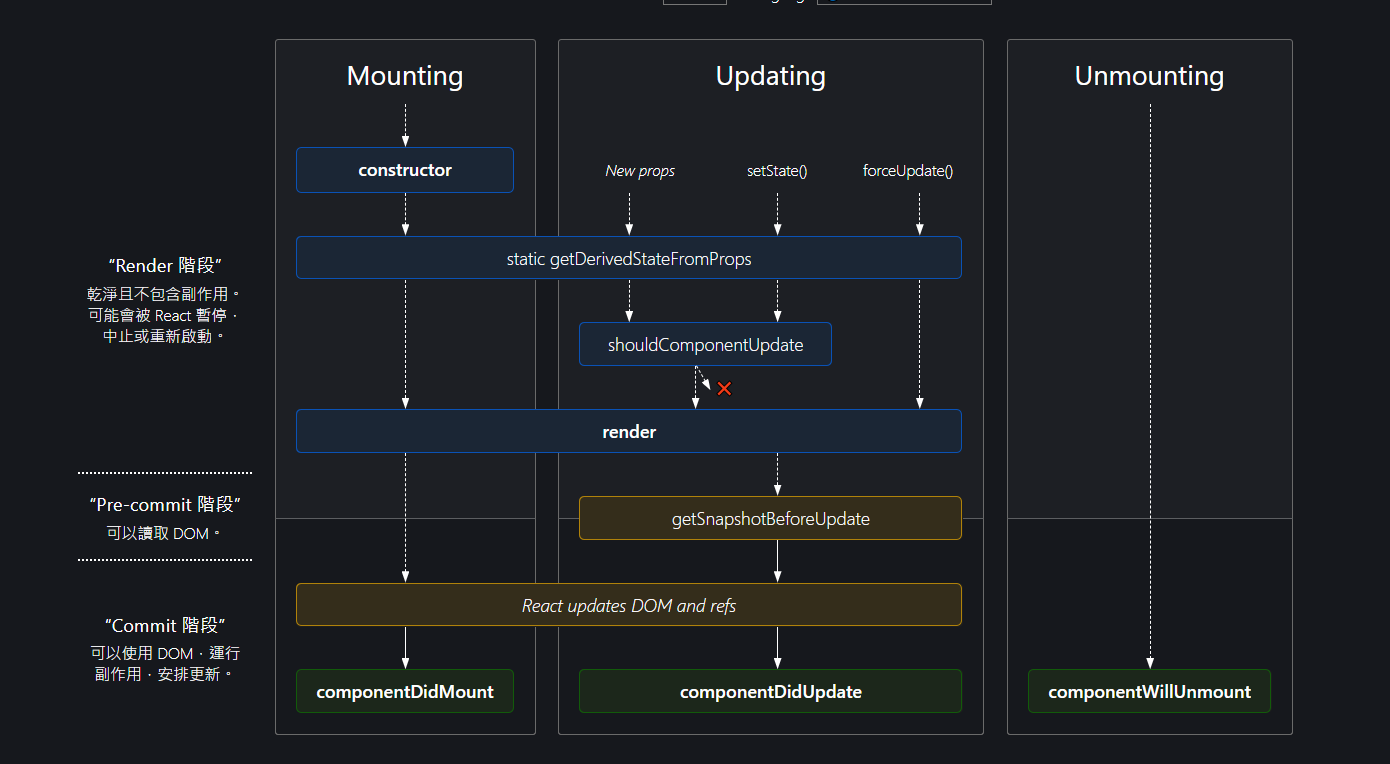 Mounting
Updating
Unmounting
constructor
New props
setState()
forceUpdate()
static getDerivedStateFromProps
“Render 階段”
乾淨且不包含副作用。
可能會被 React 暫停，
中止或重新啟動。
shouldComponentUpdate
render
“Pre-commit 階段”
可以讀取 DOM。
getSnapshotBeforeUpdate
React updates DOM and refs
“Commit 階段”
可以使用 DOM，運行
副作用，安排更新。
componentDidMount
componentDidUpdate
componentWillUnmount